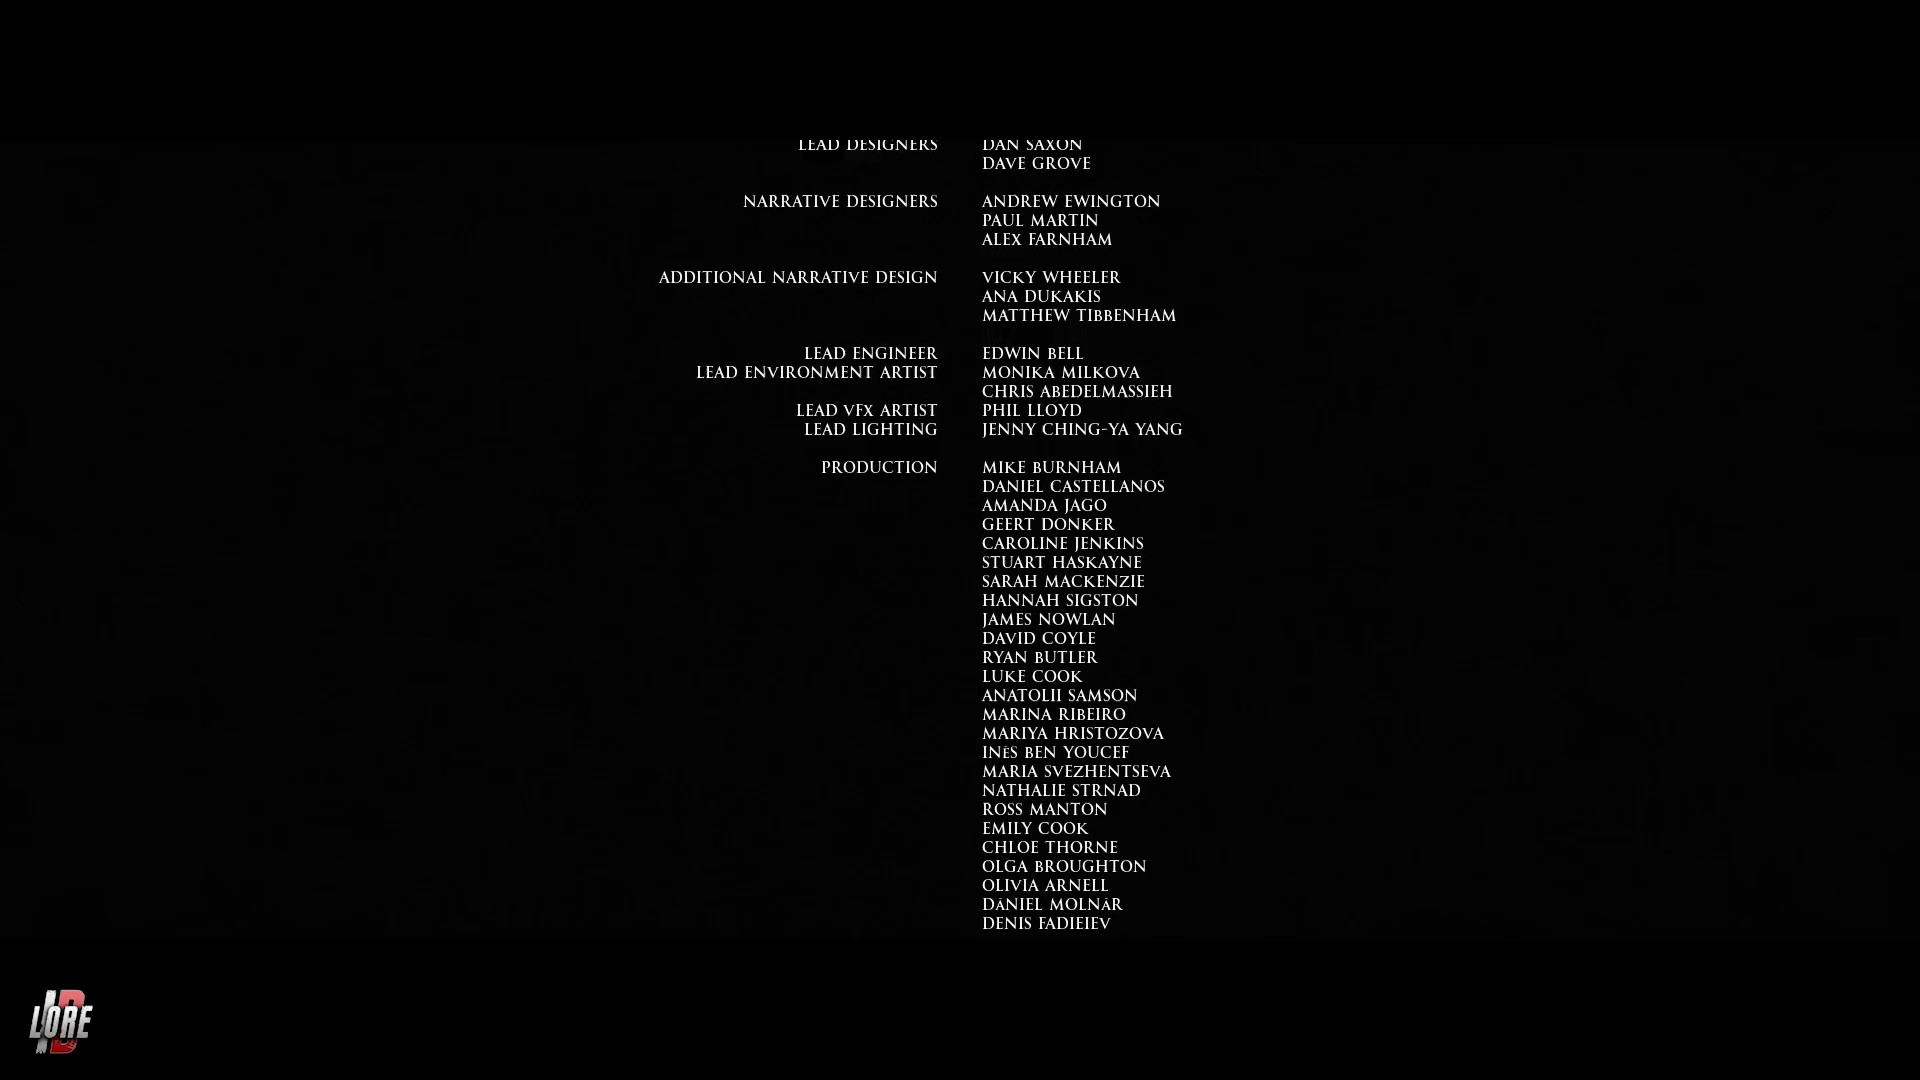 LEAD DESIGNERS DAN SAXON
DAVE GROVE
NARRATIVE DESIGNERS ANDREW EWINGTON
PAUL MARTIN
ALEX FARNHAM
ADDITIONAL NARRATIVE DESIGN VICKY WHEELER
ANA DUKAKIS
MATTHEW TIBBENHAM
LEAD ENGINEER EDWIN BELL
LEAD ENVIRONMENT ARTIST MONIKA MILKOVA
CHRIS ABEDELMASSIEH
LEAD VFX ARTIST PHIL LLOYD
LEAD LIGHTING JENNY CHING-YA YANG
PRODUCTION MIKE BURNHAM
DANIEL CASTELLANOS
AMANDA JAGO
GEERT DONKER
CAROLINE JENKINS
STUART HASKAYNE
SARAH MACKENZIE
HANNAH SIGSTON
JAMES NOWLAN
DAVID COYLE
RYAN BUTLER
LUKE COOK
ANATOLII SAMSON
MARINA RIBEIRO
MARIYA HRISTOZOVA
INÈS BEN YOUCEF
MARIA SVEZHENTSEVA
NATHALIE STRNAD
ROSS MANTON
EMILY COOK
CHLOE THORNE
OLGA BROUGHTON
OLIVIA ARNELL
DÁNIEL MOLNÁR
DENIS FADIEIEV
LORE